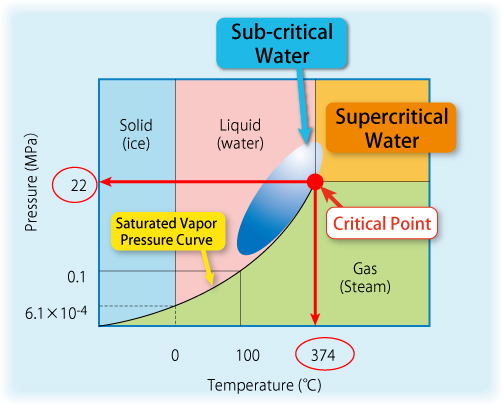 Sub-critical
Water
Solid
(ice)
Liquid
(water)
Supercritical
Water
Pressure (MPa)
22
Critical Point
Saturated Vapor
Pressure Curve
0.1
Gas
(Steam)
6.1×10⁻⁴
0
100
374
Temperature (℃)